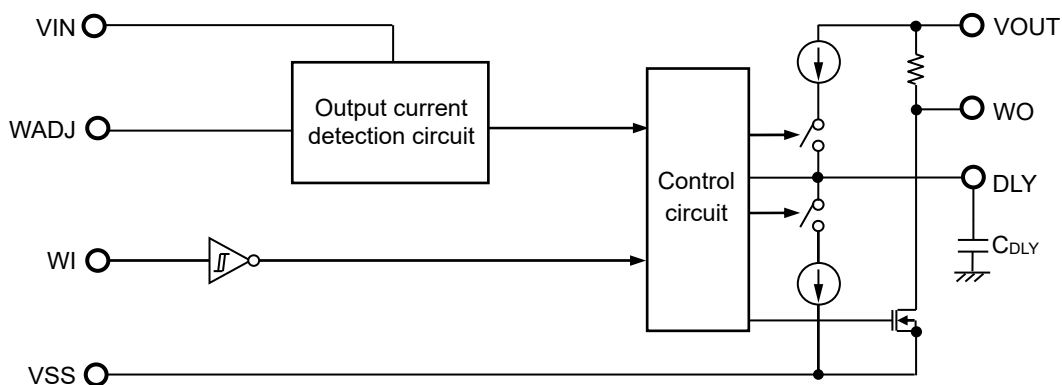 VIN
VOUT
Output current
detection circuit
WADJ
WO
Control
circuit
DLY
WI
CDLY
VSS